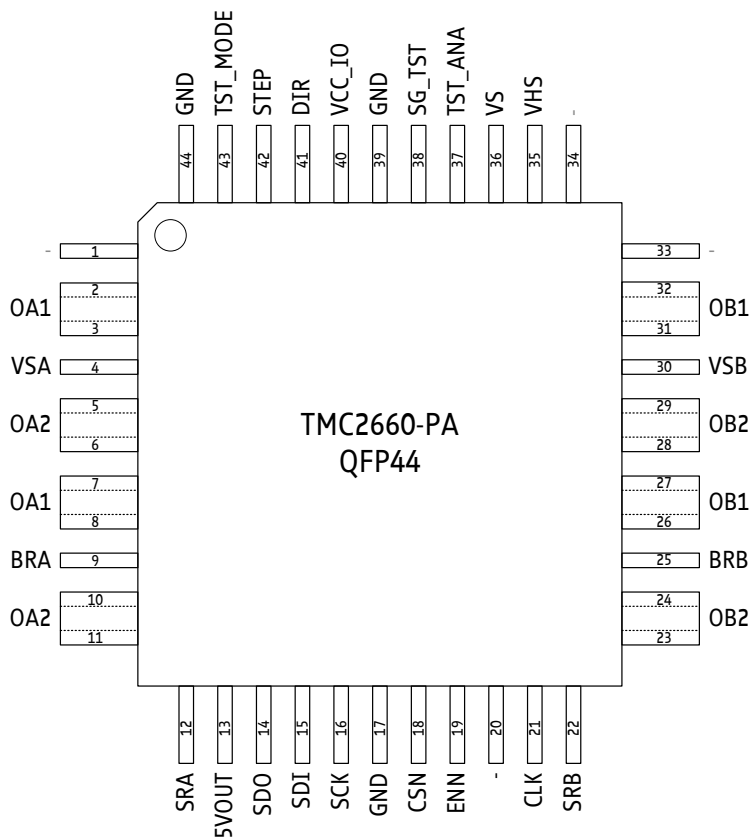 GND
TST_MODE
STEP
DIR
VCC_IO
GND
SG_TST
TST_ANA
VS
VHS
-
44
43
42
41
40
39
38
37
36
35
34
- 1
33 -
OA1
2
3
VSA 4
OA2
5
6
OA1
7
8
BRA 9
OA2
10
11
TMC2660-PA
QFP44
32
31
OB1
30 VSB
29
28
OB2
27
26
OB1
25 BRB
24
23
OB2
12
13
14
15
16
17
18
19
20
21
22
SRA
5VOUT
SDO
SDI
SCK
GND
CSN
ENN
-
CLK
SRB